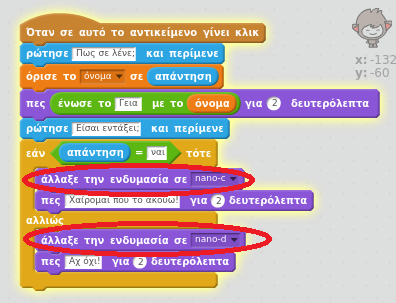 Όταν σε αυτό το αντικείμενο γίνει κλικ
ρώτησε Πως σε λένε; και περίμενε
όρισε το όνομα σε απάντηση
πες ένωσε το Γεια με το όνομα για 2 δευτερόλεπτα
ρώτησε Είσαι εντάξει; και περίμενε
εάν απάντηση = ναι τότε
άλλαξε την ενδυμασία σε nano-c
πες Χαίρομαι που το ακούω! για 2 δευτερόλεπτα
αλλιώς
άλλαξε την ενδυμασία σε nano-d
πες Αχ όχι! για 2 δευτερόλεπτα
x: -132
y: -60